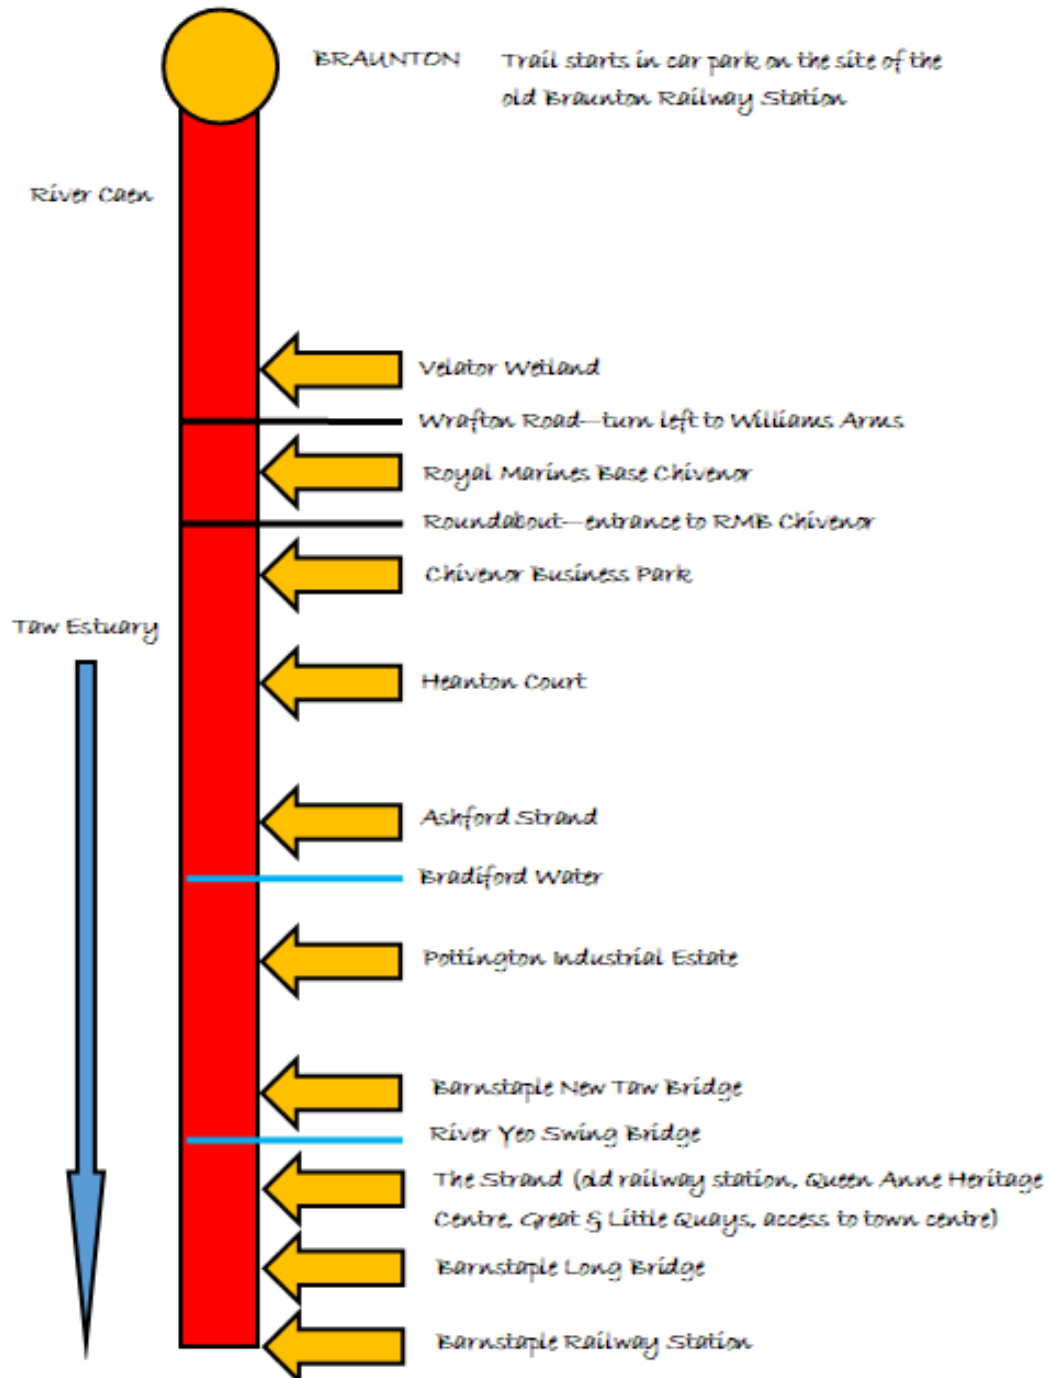 BRAUNTON Trail starts in car park on the site of the
old Braunton Railway Station
River Caen
Velator Wetland
Wrafton Road—turn left to Williams Arms
Royal Marines Base Chivenor
Roundabout—entrance to RMB Chivenor
Chivenor Business Park
Taw Estuary
Heanton Court
Ashford Strand
Bradiford Water
Pottington Industrial Estate
Barnstaple New Taw Bridge
River Yeo Swing Bridge
The Strand (old railway station, Queen Anne Heritage
Centre, Great & Little Quays, access to town centre)
Barnstaple Long Bridge
Barnstaple Railway Station